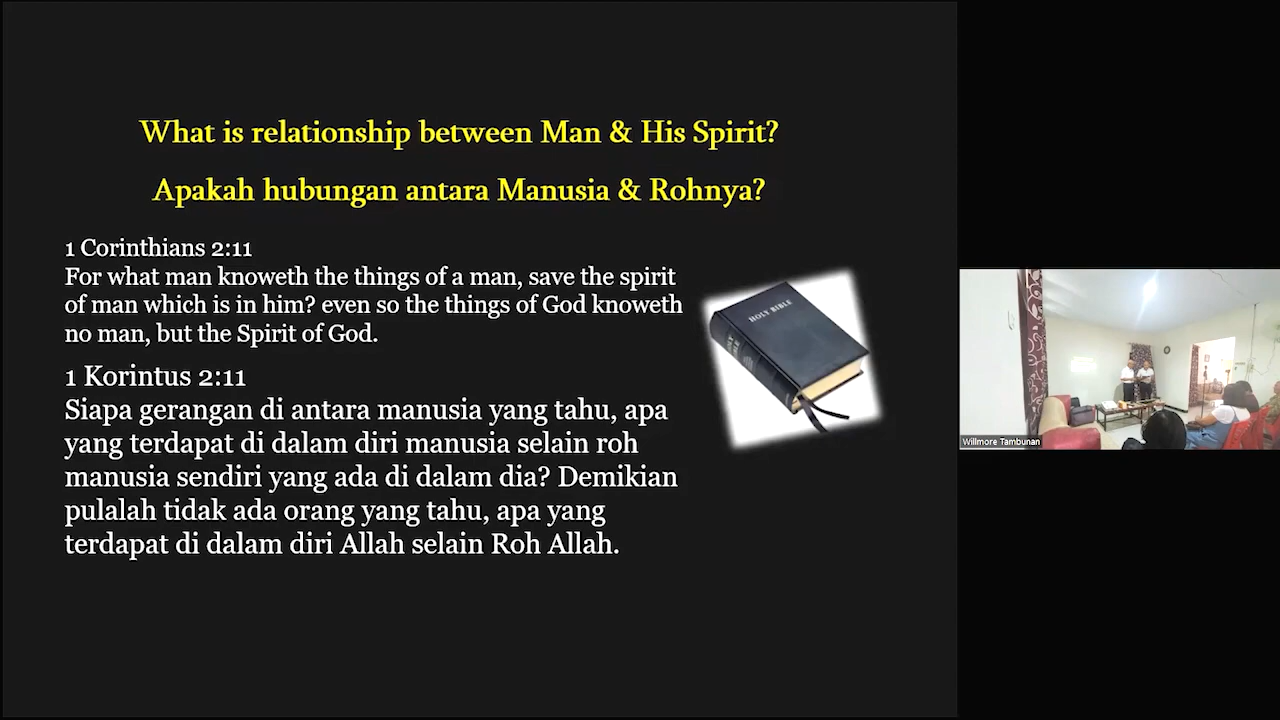 What is relationship between Man & His Spirit?
Apakah hubungan antara Manusia & Rohnya?
1 Corinthians 2:11
For what man knoweth the things of a man, save the spirit
of man which is in him? even so the things of God knoweth
no man, but the Spirit of God.
1 Korintus 2:11
Siapa gerangan di antara manusia yang tahu, apa
yang terdapat di dalam diri manusia selain roh
manusia sendiri yang ada di dalam dia? Demikian
pulalah tidak ada orang yang tahu, apa yang
terdapat di dalam diri Allah selain Roh Allah.
HOLY BIBLE
Willmore Tambunan